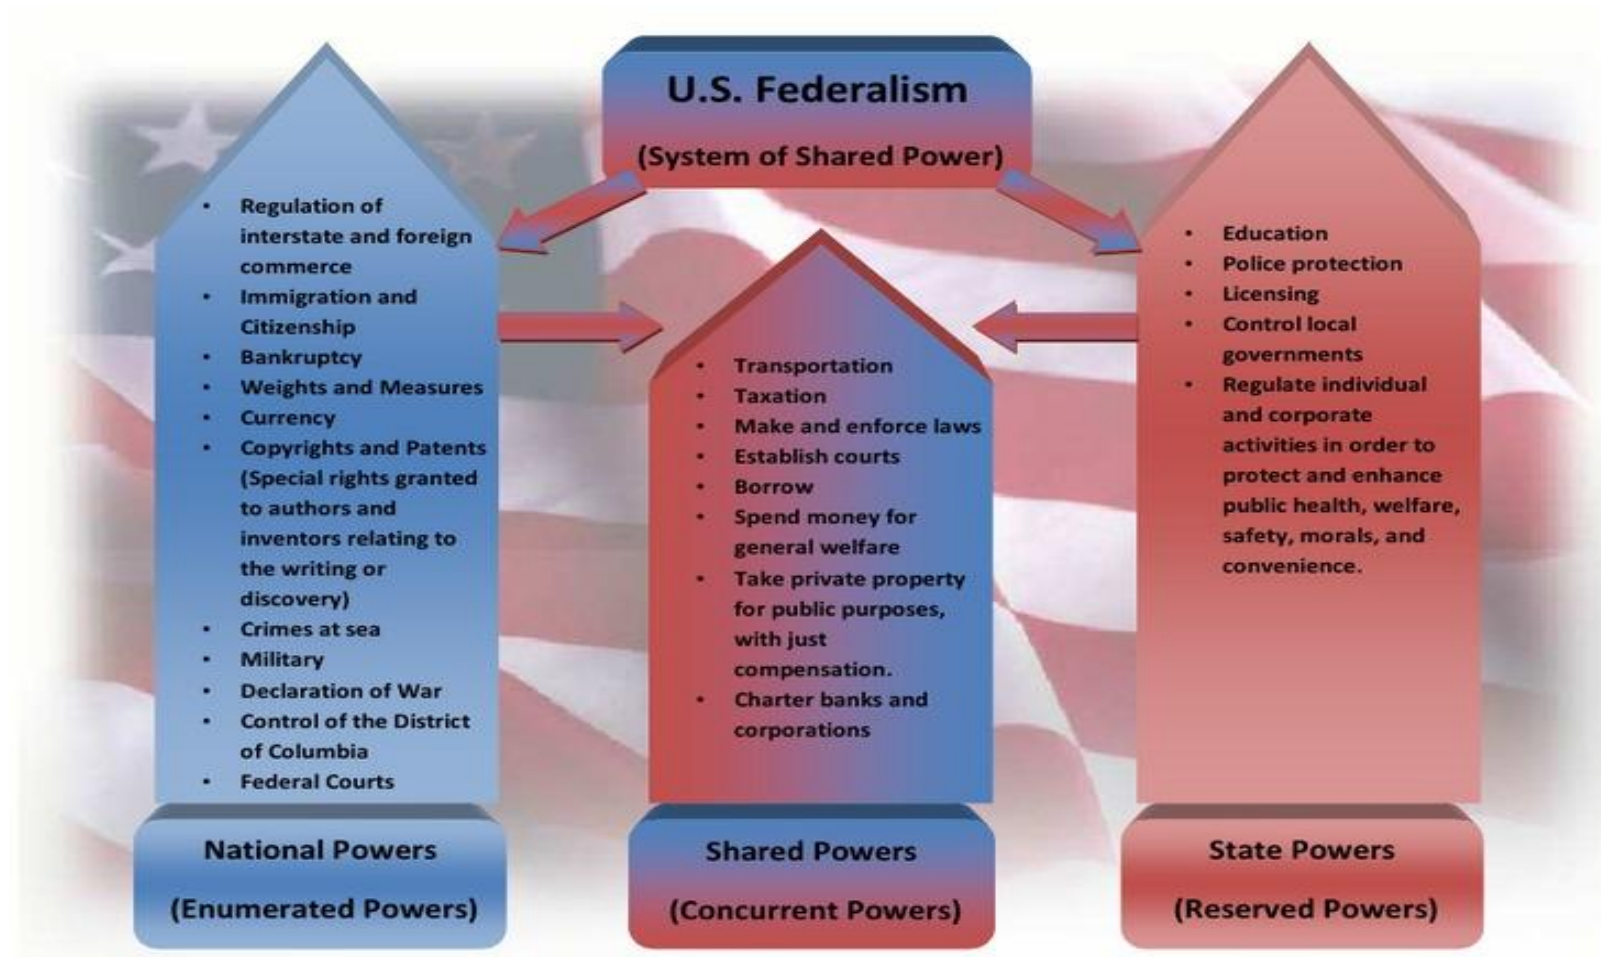 U.S. Federalism
(System of Shared Power)
• Regulation of
interstate and foreign
commerce
• Immigration and
Citizenship
• Bankruptcy
• Weights and Measures
• Currency
• Copyrights and Patents
(Special rights granted
to authors and
inventors relating to
the writing or
discovery)
• Crimes at sea
• Military
• Declaration of War
• Control of the District
of Columbia
• Federal Courts
National Powers
(Enumerated Powers)
• Transportation
• Taxation
• Make and enforce laws
• Establish courts
• Borrow
• Spend money for
general welfare
• Take private property
for public purposes,
with just
compensation.
• Charter banks and
corporations
Shared Powers
(Concurrent Powers)
• Education
• Police protection
• Licensing
• Control local
governments
• Regulate individual
and corporate
activities in order to
protect and enhance
public health, welfare,
safety, morals, and
convenience.
State Powers
(Reserved Powers)